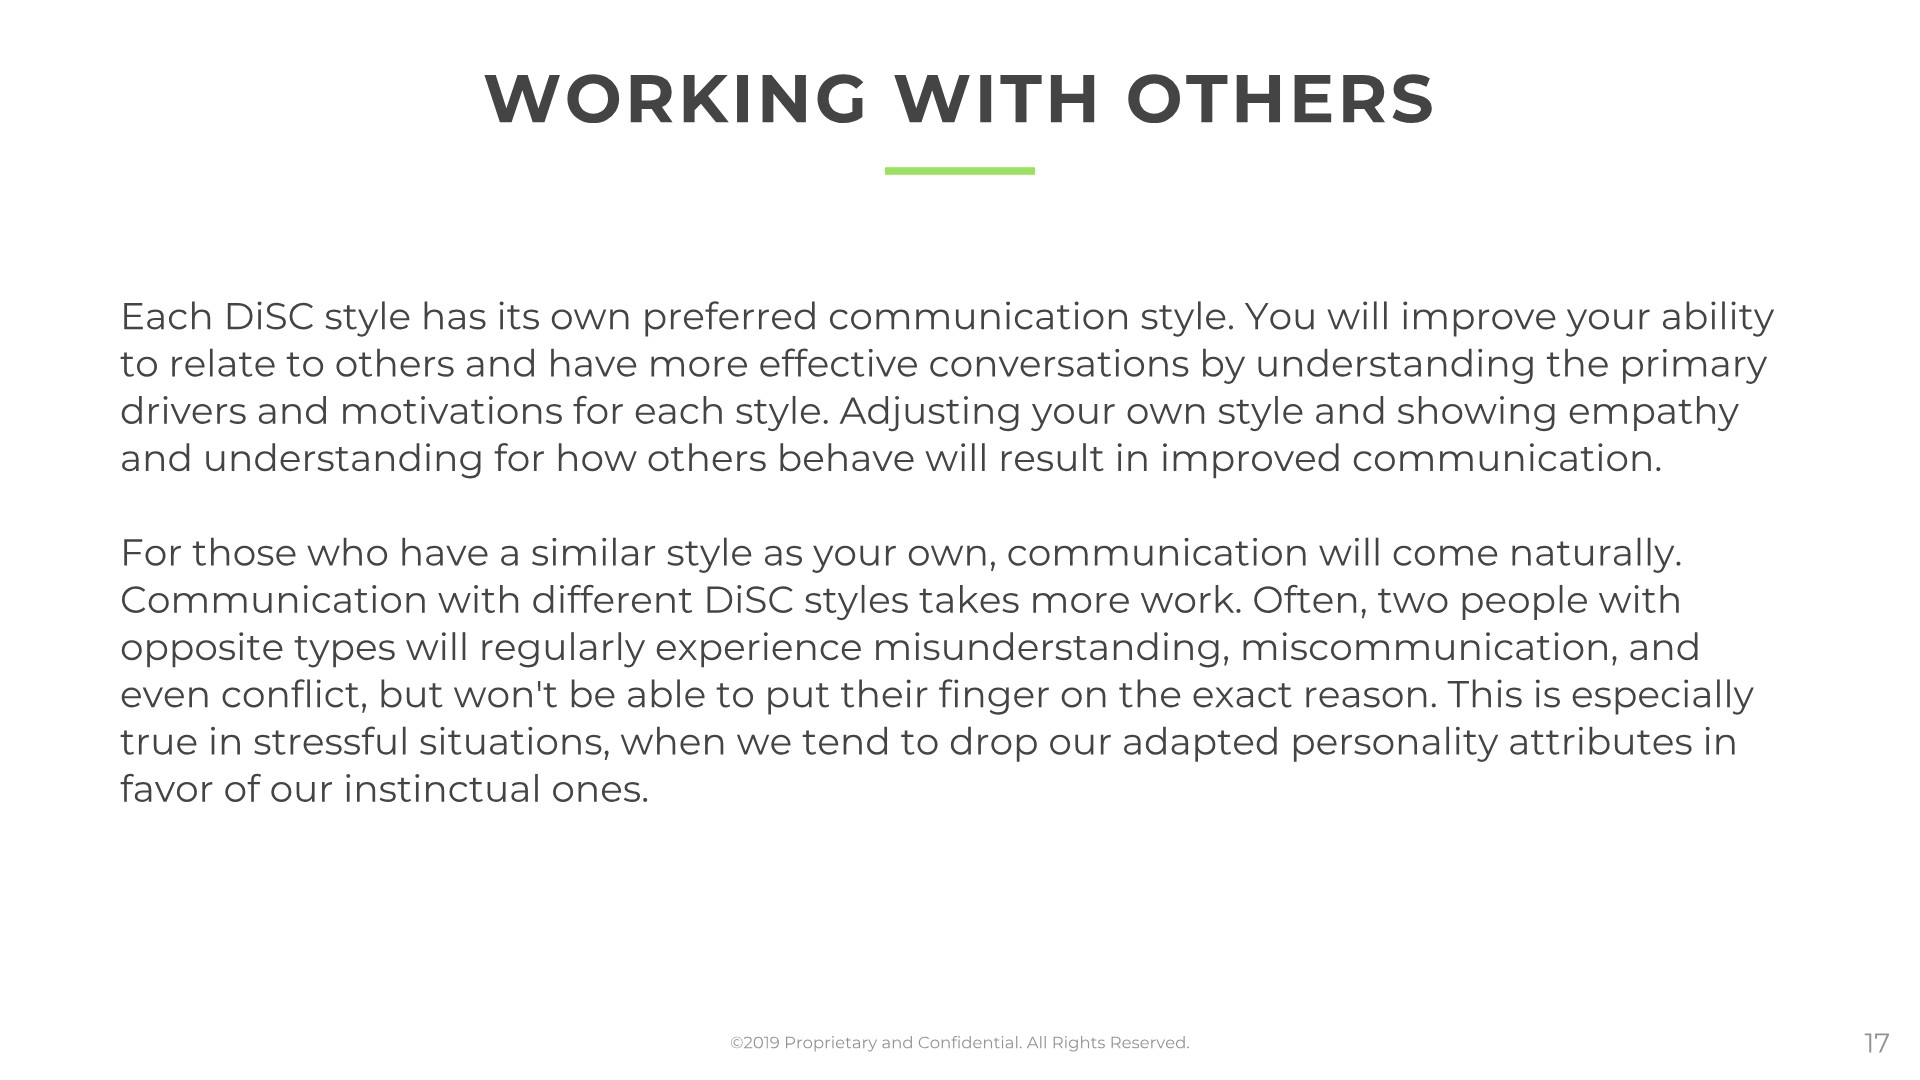 WORKING WITH OTHERS
Each DiSC style has its own preferred communication style. You will improve your ability
to relate to others and have more effective conversations by understanding the primary
drivers and motivations for each style. Adjusting your own style and showing empathy
and understanding for how others behave will result in improved communication.
For those who have a similar style as your own, communication will come naturally.
Communication with different DiSC styles takes more work. Often, two people with
opposite types will regularly experience misunderstanding, miscommunication, and
even conflict, but won't be able to put their finger on the exact reason. This is especially
true in stressful situations, when we tend to drop our adapted personality attributes in
favor of our instinctual ones.
©2019 Proprietary and Confidential. All Rights Reserved.
17